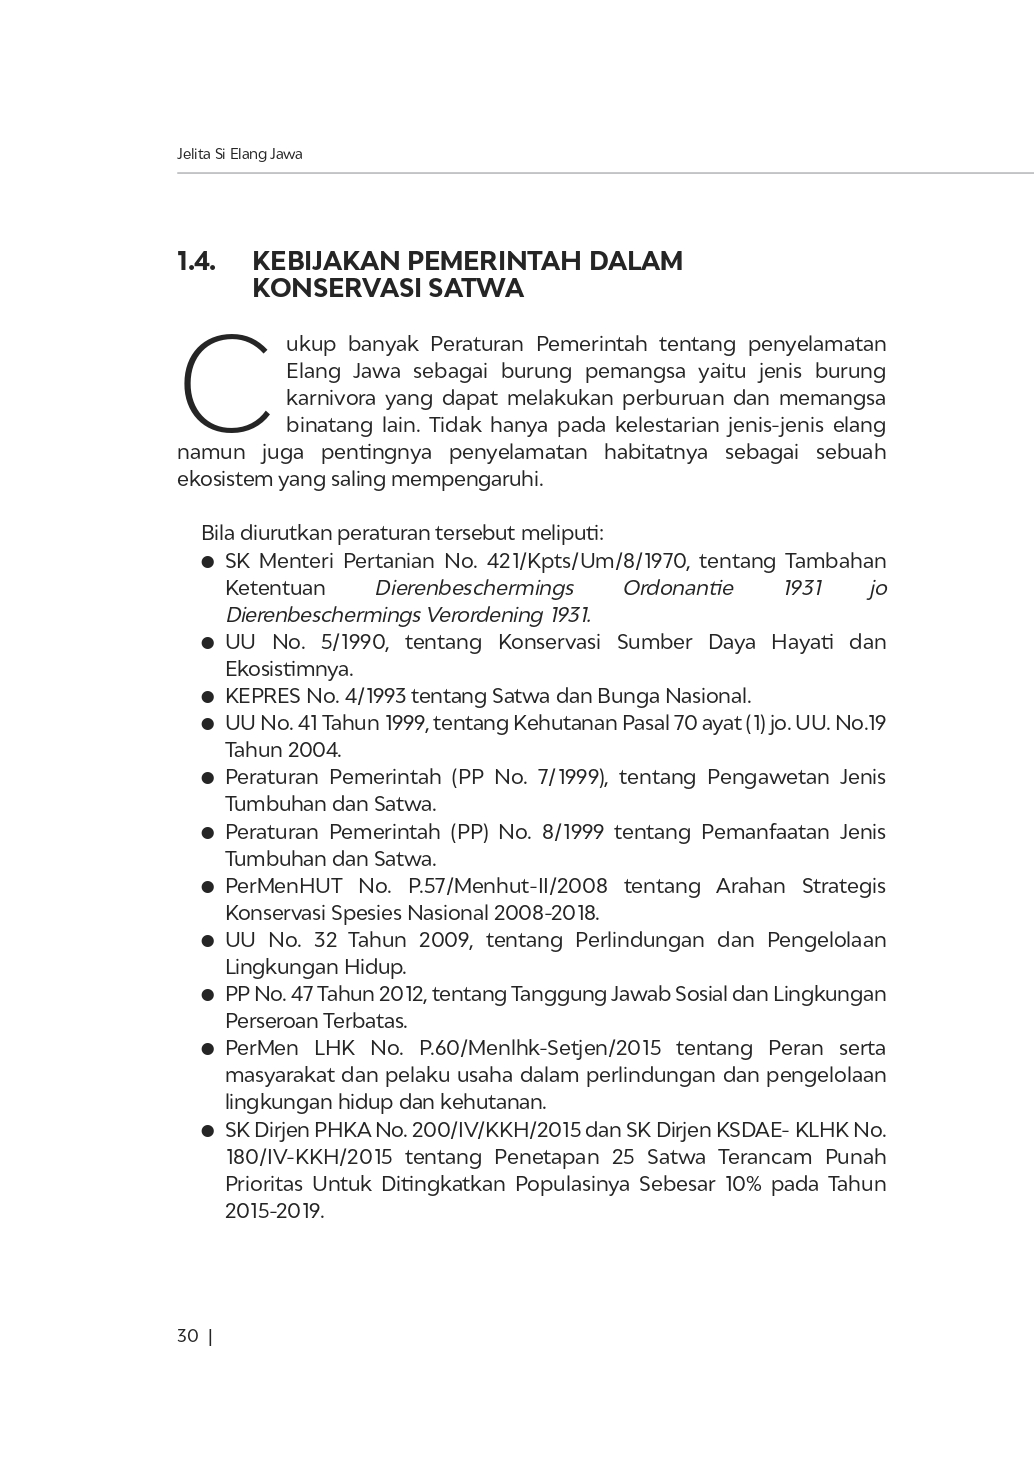 Jelita Si Elang Jawa
1.4. KEBIJAKAN PEMERINTAH DALAM
KONSERVASI SATWA
Cukup banyak Peraturan Pemerintah tentang penyelamatan
Elang Jawa sebagai burung pemangsa yaitu jenis burung
karnivora yang dapat melakukan perburuan dan memangsa
binatang lain. Tidak hanya pada kelestarian jenis-jenis elang
namun juga pentingnya penyelamatan habitatnya sebagai sebuah
ekosistem yang saling mempengaruhi.
Bila diurutkan peraturan tersebut meliputi:
● SK Menteri Pertanian No. 421/Kpts/Um/8/1970, tentang Tambahan
Ketentuan Dierenbeschermings Ordonantie 1931 jo
Dierenbeschermings Verordening 1931.
● UU No. 5/1990, tentang Konservasi Sumber Daya Hayati dan
Ekosistimnya.
● KEPRES No. 4/1993 tentang Satwa dan Bunga Nasional.
● UU No. 41 Tahun 1999, tentang Kehutanan Pasal 70 ayat (1) jo. UU. No.19
Tahun 2004.
● Peraturan Pemerintah (PP No. 7/1999), tentang Pengawetan Jenis
Tumbuhan dan Satwa.
● Peraturan Pemerintah (PP) No. 8/1999 tentang Pemanfaatan Jenis
Tumbuhan dan Satwa.
● PerMenHUT No. P.57/Menhut-II/2008 tentang Arahan Strategis
Konservasi Spesies Nasional 2008-2018.
● UU No. 32 Tahun 2009, tentang Perlindungan dan Pengelolaan
Lingkungan Hidup.
● PP No. 47 Tahun 2012, tentang Tanggung Jawab Sosial dan Lingkungan
Perseroan Terbatas.
● PerMen LHK No. P.60/Menlhk-Setjen/2015 tentang Peran serta
masyarakat dan pelaku usaha dalam perlindungan dan pengelolaan
lingkungan hidup dan kehutanan.
● SK Dirjen PHKA No. 200/IV/KKH/2015 dan SK Dirjen KSDAE- KLHK No.
180/IV-KKH/2015 tentang Penetapan 25 Satwa Terancam Punah
Prioritas Untuk Ditingkatkan Populasinya Sebesar 10% pada Tahun
2015-2019.
30 |